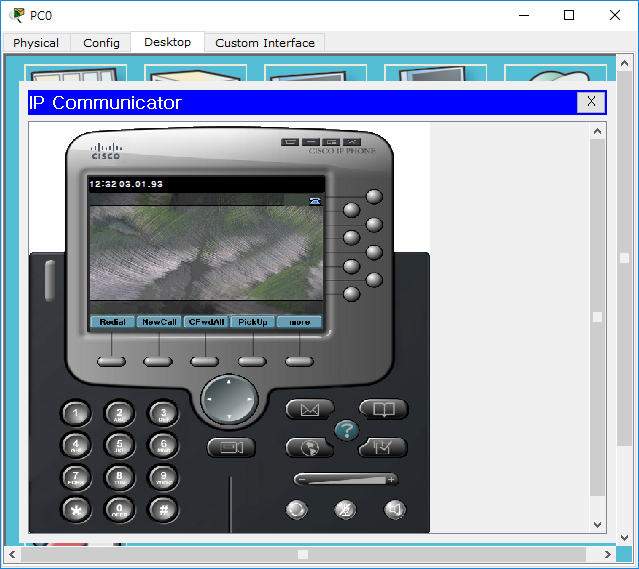 PC0
Physical Config Desktop Custom Interface
IP Communicator X
CISCO
CISCO IP PHONE
12:32 03.01.93
Redial NewCall CFwdAll PickUp more
1 2 ABC 3 DEF
4 GHI 5 JKL 6 MNO
7 8 TUV 9
* 0 OPER #
?
- +